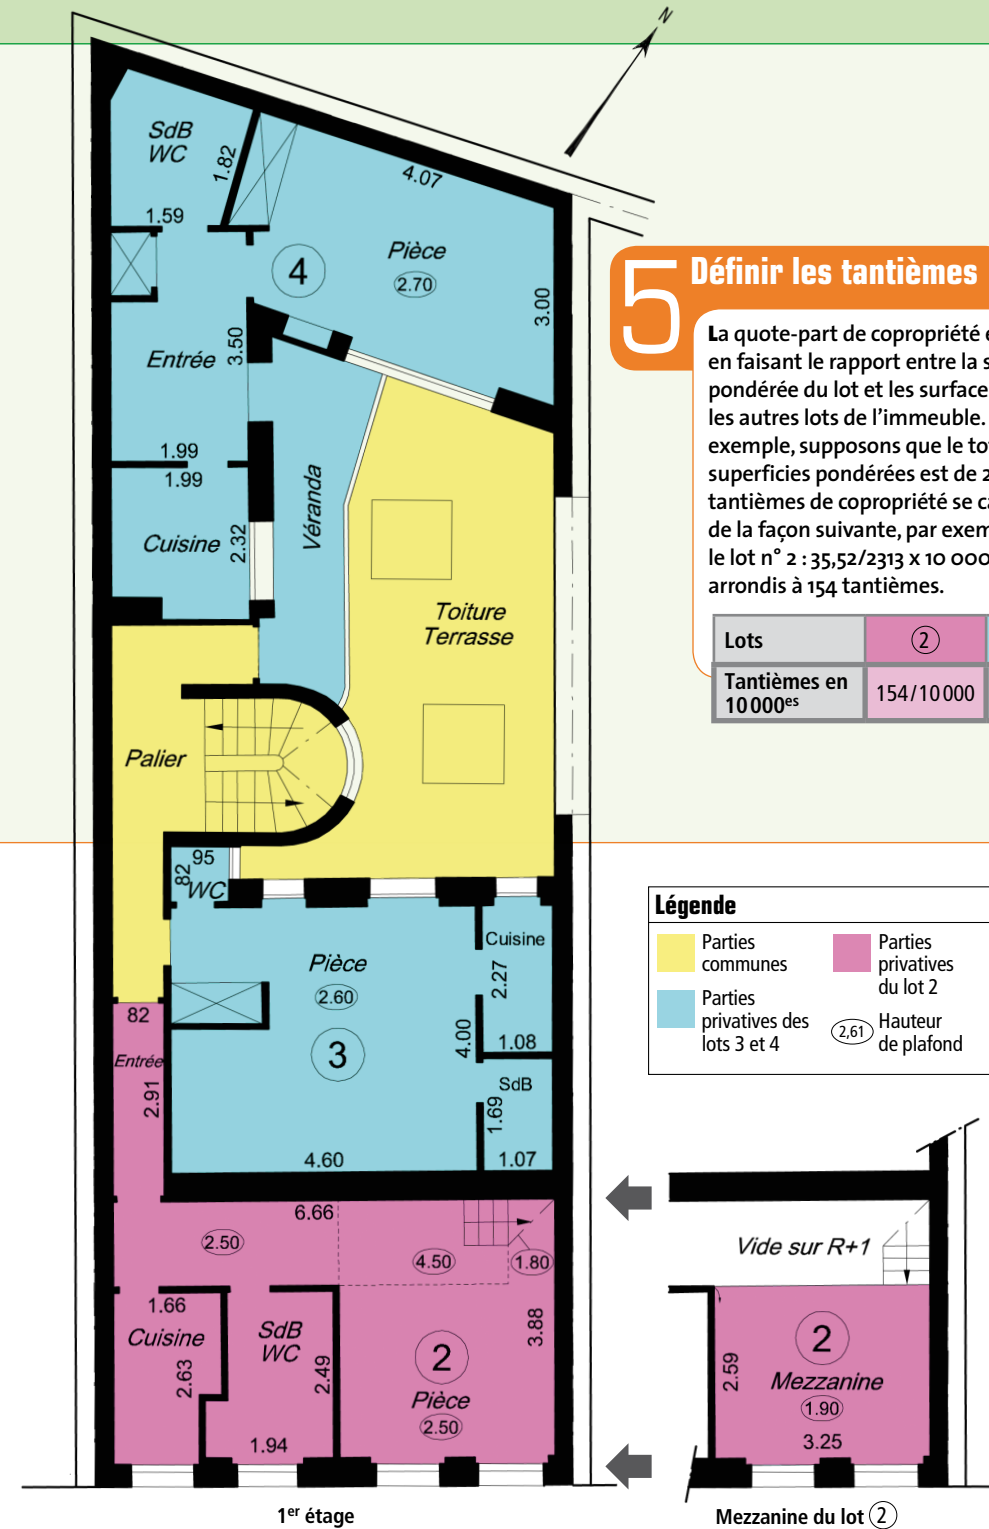 N
SdB
WC
1.82
1.59
4.07
Pièce
2.70
4
3.00
Entrée
3.50
1.99
1.99
Cuisine
2.32
Véranda
Toiture
Terrasse
Palier
95
82
WC
Pièce
2.60
3
Cuisine
2.27
4.00
1.08
SdB
1.69
1.07
4.60
82
Entrée
2.91
6.66
2.50
4.50
1.80
1.66
Cuisine
2.63
SdB
WC
2.49
1.94
3.88
2
Pièce
2.50
1er étage
5 Définir les tantièmes
La quote-part de copropriété
en faisant le rapport entre la
pondérée du lot et les
les autres lots de l'immeuble.
exemple, supposons que le
superficies pondérées est de
tantièmes de copropriété se
de la façon suivante, par
le lot n° 2 : 35,52/2313 x 10 000
arrondis à 154 tantièmes.
Lots 2
Tantièmes en 154/10 000
10 000es
Légende
Parties
communes
Parties
privatives des
lots 3 et 4
Parties
privatives
du lot 2
2,61 Hauteur
de plafond
Vide sur R+1
2
2.59
Mezzanine
1.90
3.25
Mezzanine du lot 2